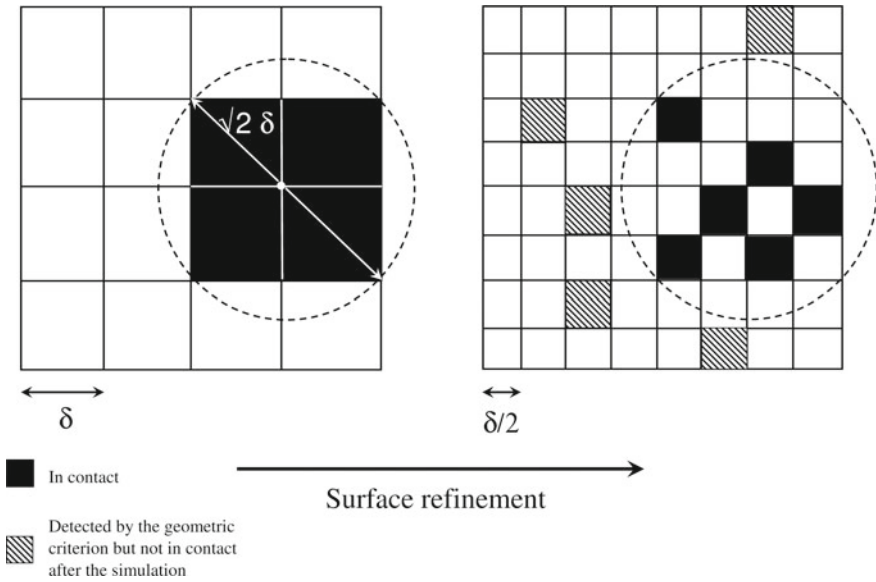 √2 δ
δ
δ/2
In contact
Surface refinement
Detected by the geometric
criterion but not in contact
after the simulation